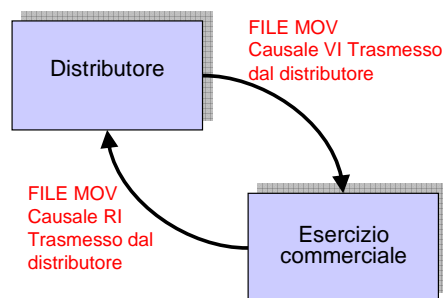 FILE MOV
Causale VI Trasmesso
dal distributore
Distributore
FILE MOV
Causale RI
Trasmesso dal
distributore
Esercizio
commerciale